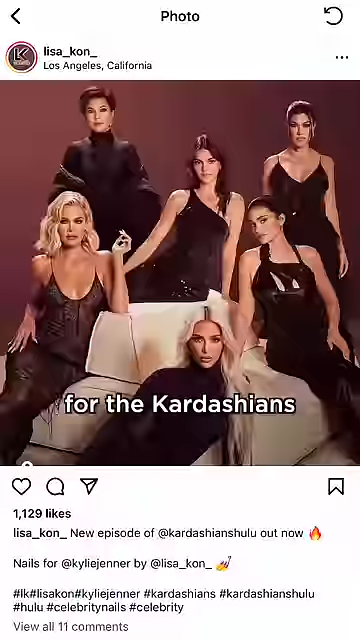 Photo
lisa_kon_
Los Angeles, California
for the Kardashians
1,129 likes
lisa_kon_ New episode of @kardashianshulu out now 🔥
Nails for @kyliejenner by @lisa_kon_ 💅
#lk#lisakon#kyliejenner #kardashians #kardashianshulu
#hulu #celebritynails #celebrity
View all 11 comments